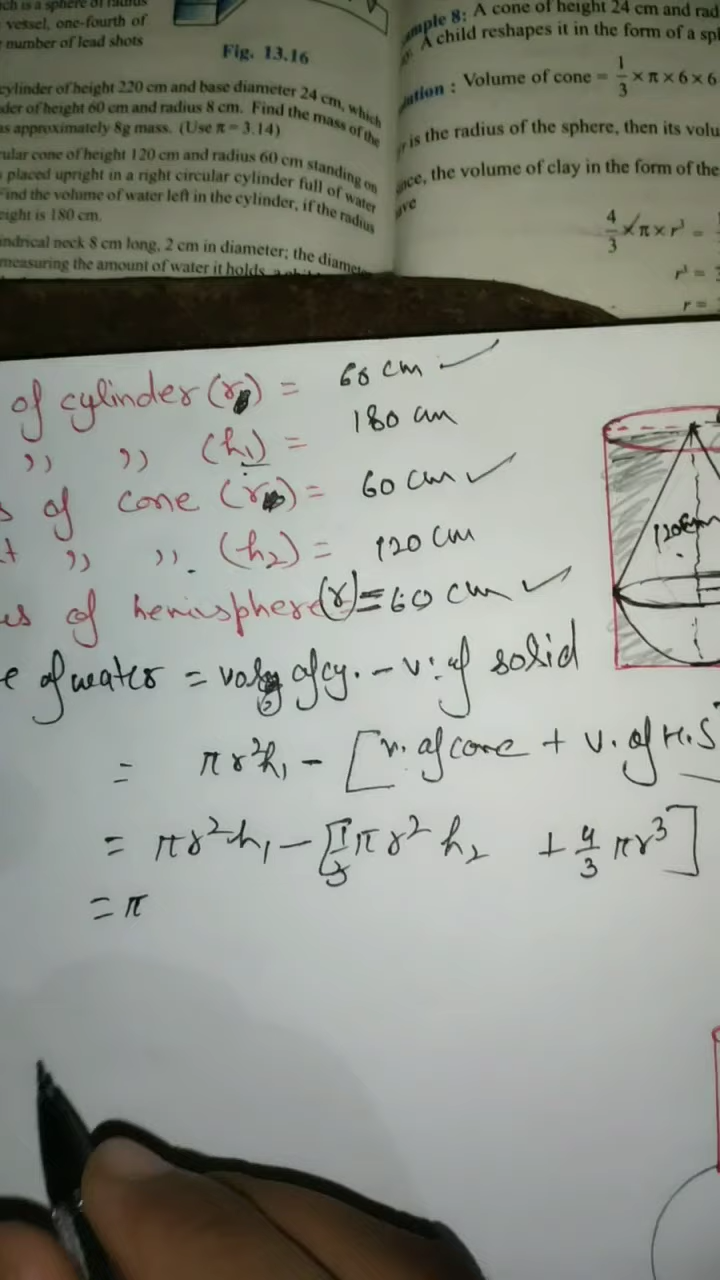 vessel, one-fourth of
number of lead shots
Fig. 13.16
cylinder of height 220 cm and base diameter 24 cm, which
der of height 60 cm and radius 8 cm. Find the mass of the
as approximately 8g mass. (Use π = 3.14)
ular cone of height 120 cm and radius 60 cm standing on
placed upright in a right circular cylinder full of water
Find the volume of water left in the cylinder, if the radius
eight is 180 cm.
indrical neck 8 cm long, 2 cm in diameter; the diamete
measuring the amount of water it holds, a
ample 8: A cone of height 24 cm and rad
A child reshapes it in the form of a sp
lution : Volume of cone = 1/3 × π × 6 × 6
r is the radius of the sphere, then its volu
nce, the volume of clay in the form of the
ave
4/3 × π × r³ =
r³ =
r =
of cylinder (r) = 60 cm ✓
,, ,, (h₁) = 180 cm
s of cone (r) = 60 cm ✓
t ,, ,,. (h₂) = 120 cm
us of hemisphere (r) = 60 cm ✓
120cm
e of water = vol of cy. - v. of solid
= πr²h₁ - [v. of cone + v. of H.S
= πr²h₁ - [1/3 πr²h₂ + 4/3 πr³]
= π